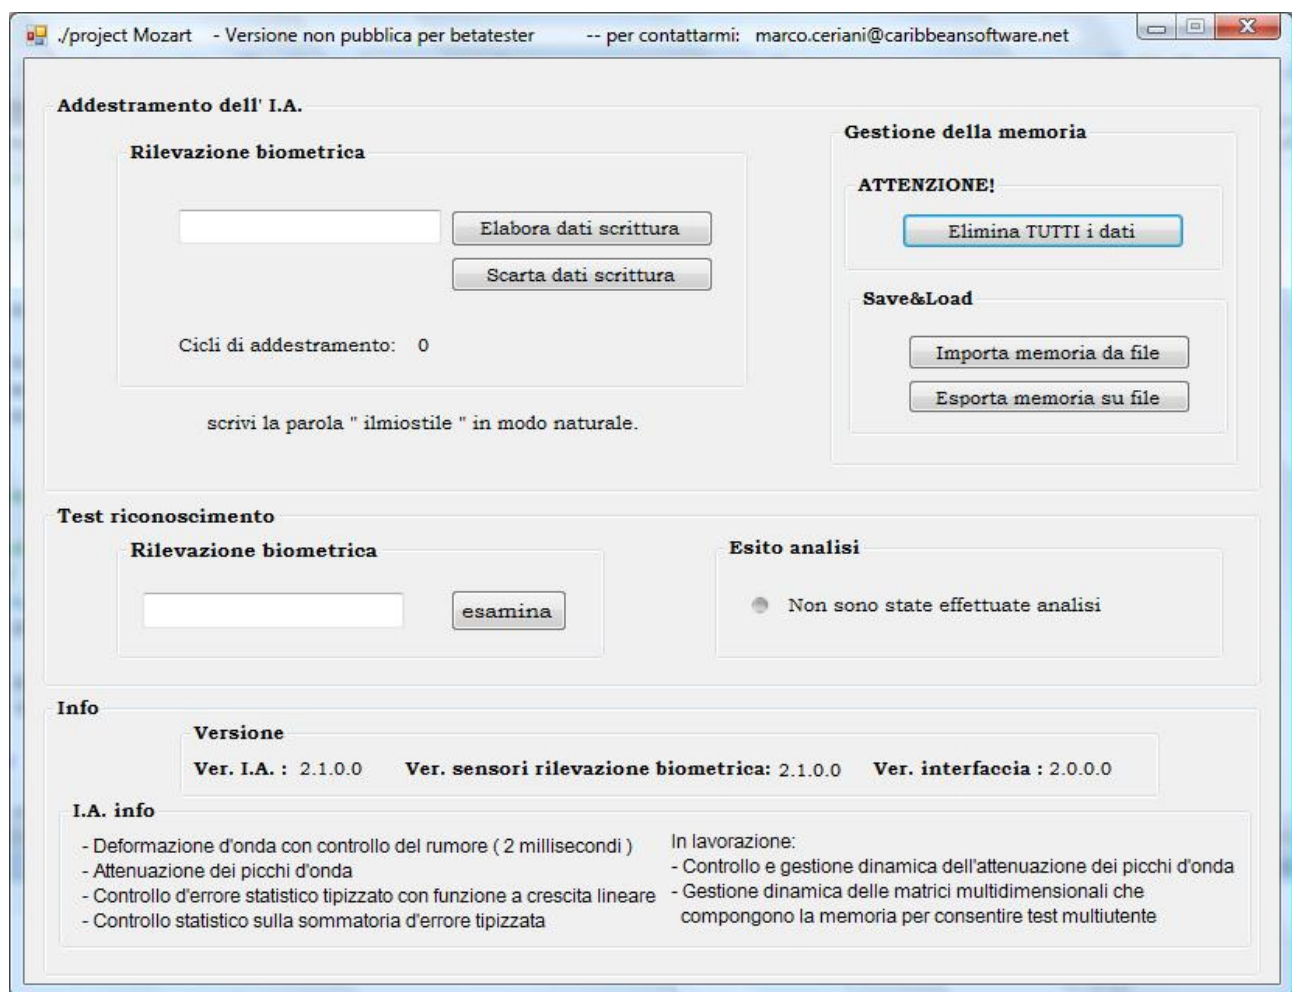 ./project Mozart - Versione non pubblica per betatester -- per contattarmi: marco.ceriani@caribbeansoftware.net
Addestramento dell' I.A.
Rilevazione biometrica
Elabora dati scrittura
Scarta dati scrittura
Cicli di addestramento: 0
scrivi la parola " ilmiostile " in modo naturale.
Gestione della memoria
ATTENZIONE!
Elimina TUTTI i dati
Save&Load
Importa memoria da file
Esporta memoria su file
Test riconoscimento
Rilevazione biometrica
esamina
Esito analisi
Non sono state effettuate analisi
Info
Versione
Ver. I.A. : 2.1.0.0 Ver. sensori rilevazione biometrica: 2.1.0.0 Ver. interfaccia : 2.0.0.0
I.A. info
- Deformazione d'onda con controllo del rumore ( 2 millisecondi )
- Attenuazione dei picchi d'onda
- Controllo d'errore statistico tipizzato con funzione a crescita lineare
- Controllo statistico sulla sommatoria d'errore tipizzata
In lavorazione:
- Controllo e gestione dinamica dell'attenuazione dei picchi d'onda
- Gestione dinamica delle matrici multidimensionali che
compongono la memoria per consentire test multiutente